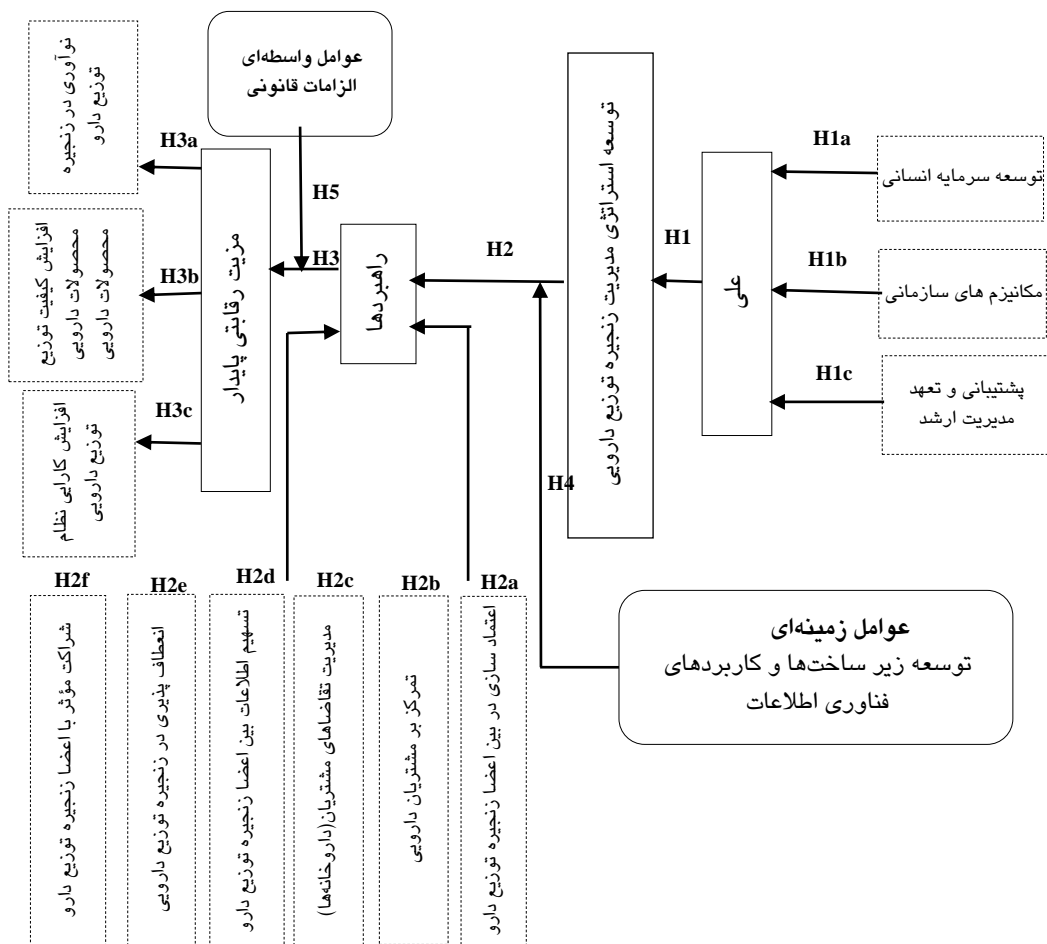 عوامل واسطه‌ای
الزامات قانونی
نوآوری در زنجیره
توزیع دارو
H3a
H5
افزایش کیفیت توزیع
محصولات دارویی
محصولات دارویی
H3b
افزایش کارایی نظام
توزیع دارویی
H3c
مزیت رقابتی پایدار
H3
راهبردها
H2
توسعه استراتژی مدیریت زنجیره توزیع دارویی
H1
علی
H1a
توسعه سرمایه انسانی
H1b
مکانیزم های سازمانی
H1c
پشتیبانی و تعهد
مدیریت ارشد
H4
عوامل زمینه‌ای
توسعه زیر ساخت‌ها و کاربردهای
فناوری اطلاعات
H2a
اعتماد سازی در بین اعضا زنجیره توزیع دارو
H2b
تمرکز بر مشتریان دارویی
H2c
مدیریت تقاضاهای مشتریان(داروخانه‌ها)
H2d
تسهیم اطلاعات بین اعضا زنجیره توزیع دارو
H2e
انعطاف پذیری در زنجیره توزیع دارویی
H2f
شراکت مؤثر با اعضا زنجیره توزیع دارو